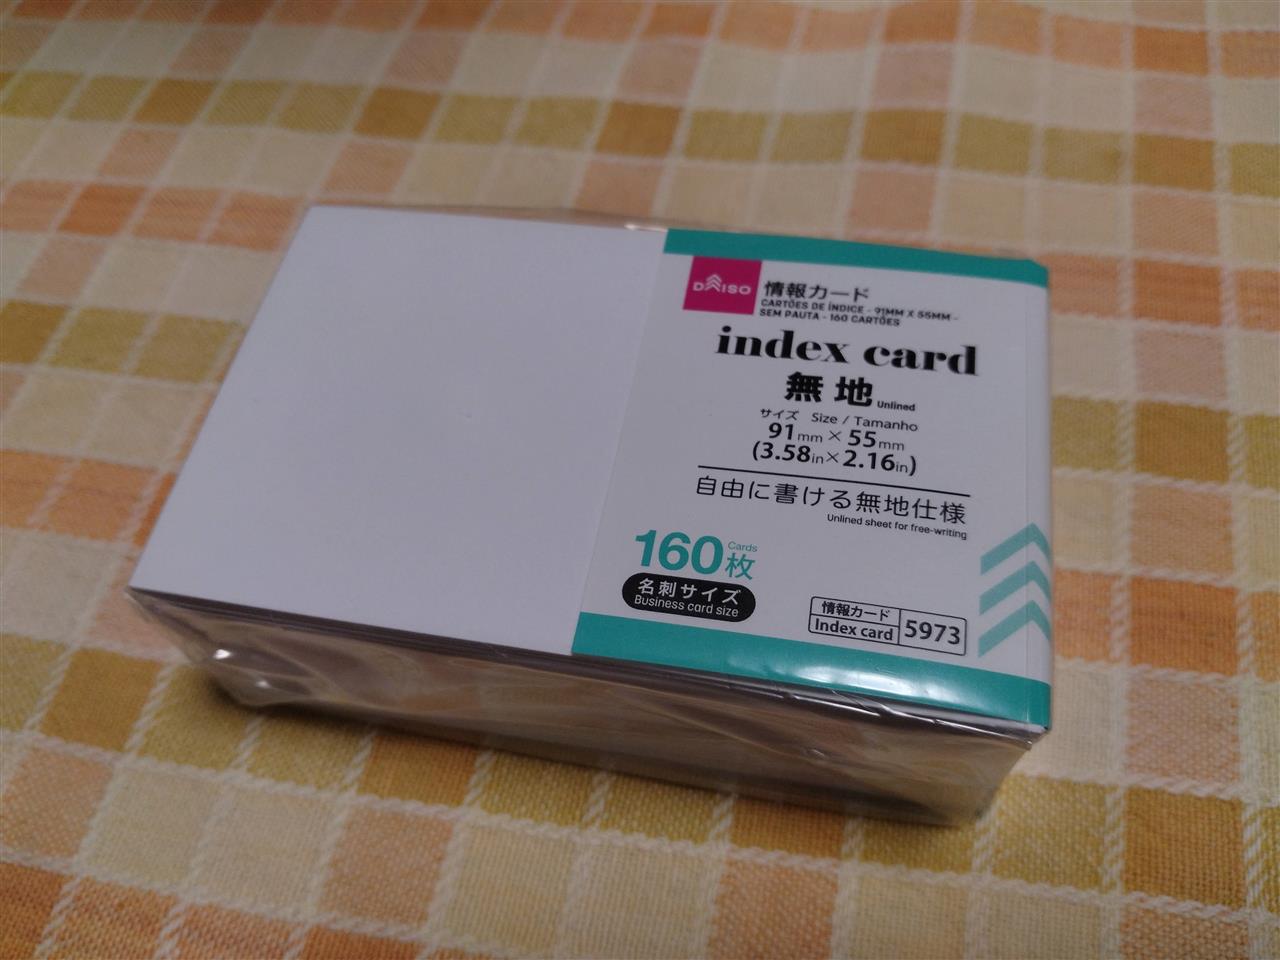 DAISO
情報カード
CARTÕES DE ÍNDICE - 91MM X 55MM -
SEM PAUTA - 160 CARTÕES
index card
無地 Unlined
サイズ Size / Tamanho
91mm×55mm
(3.58in×2.16in)
自由に書ける無地仕様
Unlined sheet for free-writing
160枚 Cards
名刺サイズ
Business card size
情報カード
Index card
5973